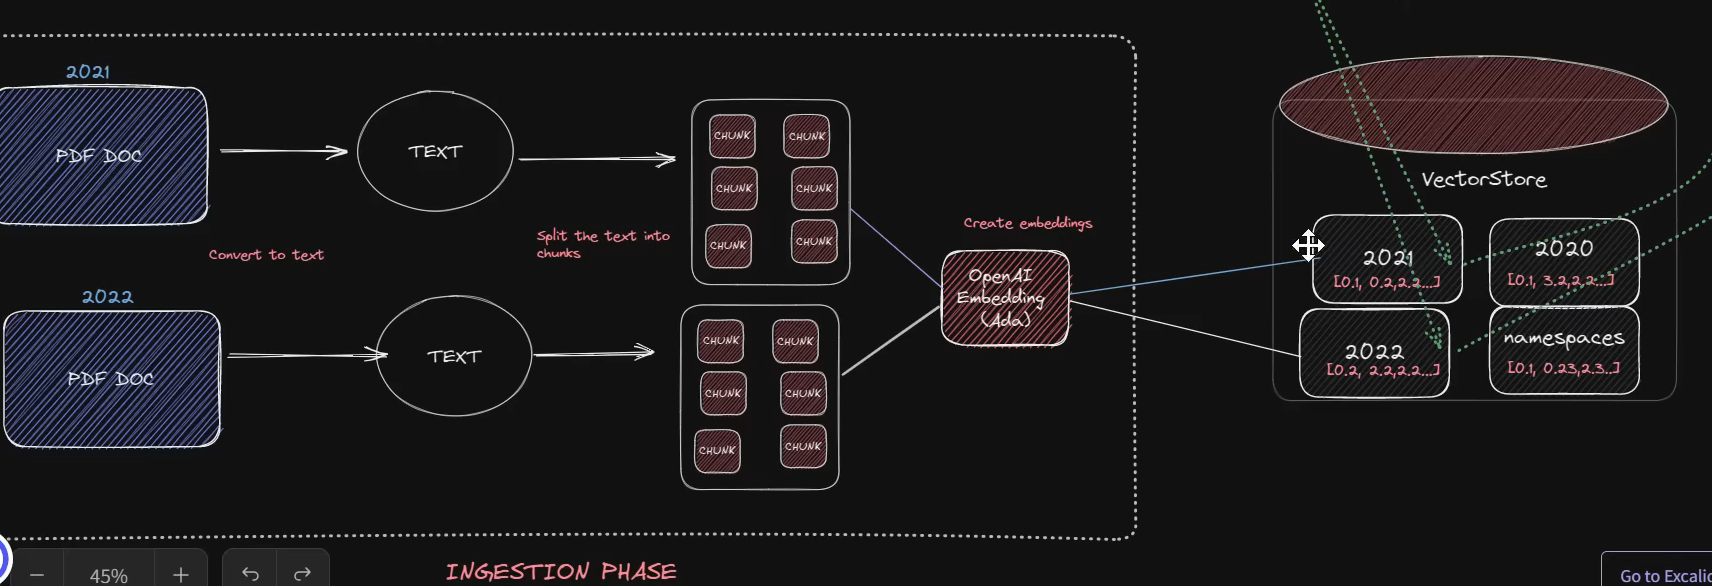 2021
PDF DOC
TEXT
CHUNK
CHUNK
CHUNK
CHUNK
CHUNK
CHUNK
Convert to text
Split the text into
chunks
2022
PDF DOC
TEXT
CHUNK
CHUNK
CHUNK
CHUNK
CHUNK
CHUNK
Create embeddings
OpenAI
Embedding
(Ada)
VectorStore
2021
[0.1, 0.2,2.2...]
2020
[0.1, 3.2,2.2...]
2022
[0.2, 2.2,2.2...]
namespaces
[0.1, 0.23,2.3..]
INGESTION PHASE
45%
Go to Excalid